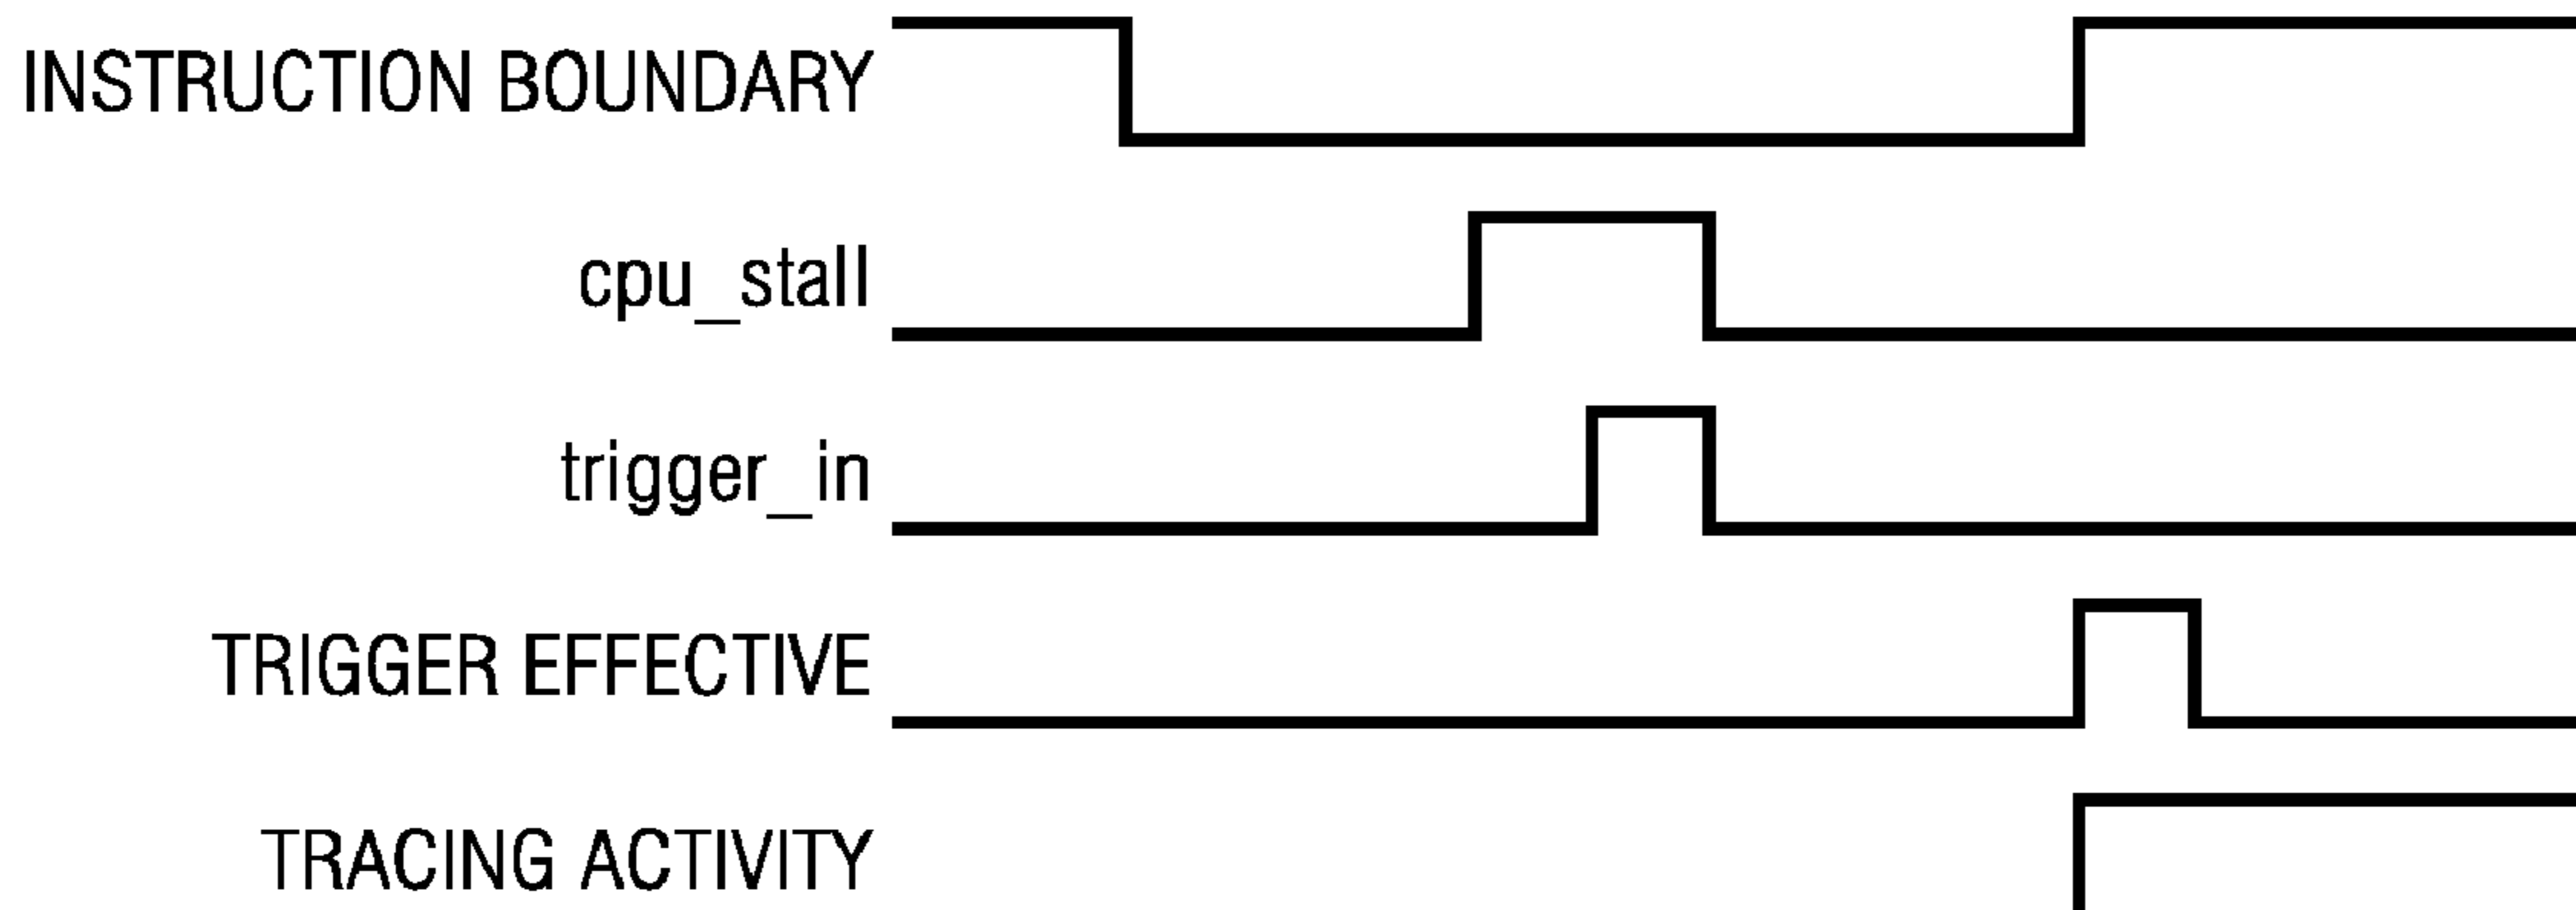 INSTRUCTION BOUNDARY
cpu_stall
trigger_in
TRIGGER EFFECTIVE
TRACING ACTIVITY